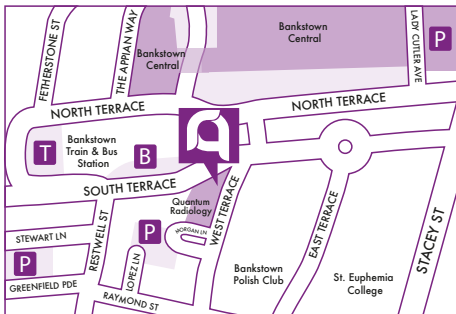 FETHERSTONE ST
THE APPIAN WAY
Bankstown
Central
Bankstown
Central
LADY CUTLER AVE
P
NORTH TERRACE
NORTH TERRACE
T
Bankstown
Train & Bus
Station
B
SOUTH TERRACE
Quantum
Radiology
WEST TERRACE
EAST TERRACE
STACEY ST
RESTWELL ST
P
MORGAN LN
STEWART LN
P
LOPEZ LN
GREENFIELD PDE
RAYMOND ST
Bankstown
Polish Club
St. Euphemia
College